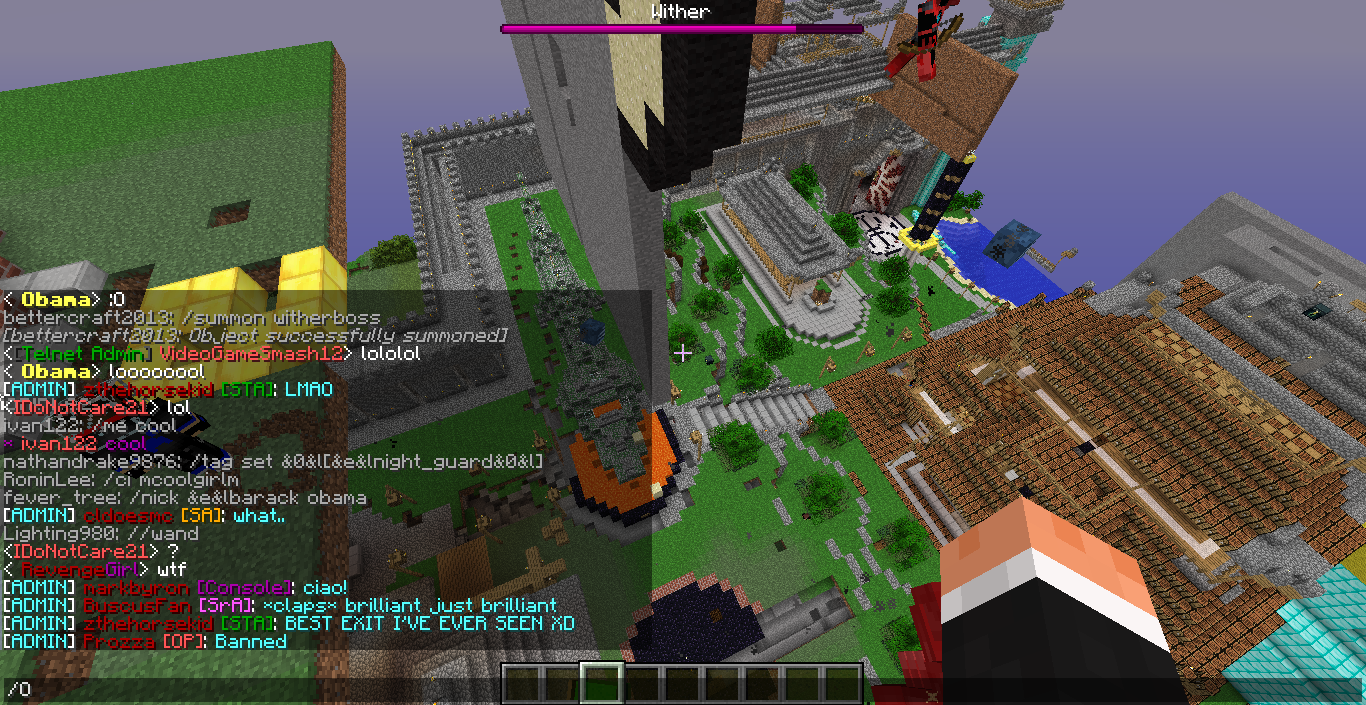 Wither
< Obama> :O
bettercraft2013: /summon witherboss
[bettercraft2013: Object successfully summoned]
<[Telnet Admin] VideoGameSmash12> lololol
< Obama> loooooool
[ADMIN] zthehorsekid [STA]: LMAO
<IDoNotCare21> lol
ivan122: /me cool
* ivan122 cool
nathandrake9876: /tag set &0&l[&e&lnight_guard&0&l]
RoninLee: /ci mcoolgirlm
fever_tree: /nick &e&lbarack obama
[ADMIN] cldoesmc [SA]: what..
Lighting980: //wand
<IDoNotCare21> ?
< RevengeGirl> wtf
[ADMIN] markbyron [Console]: ciao!
[ADMIN] BuscusFan [SrA]: *claps* brilliant just brilliant
[ADMIN] zthehorsekid [STA]: BEST EXIT I'VE EVER SEEN XD
[ADMIN] Prozza [OP]: Banned
/O